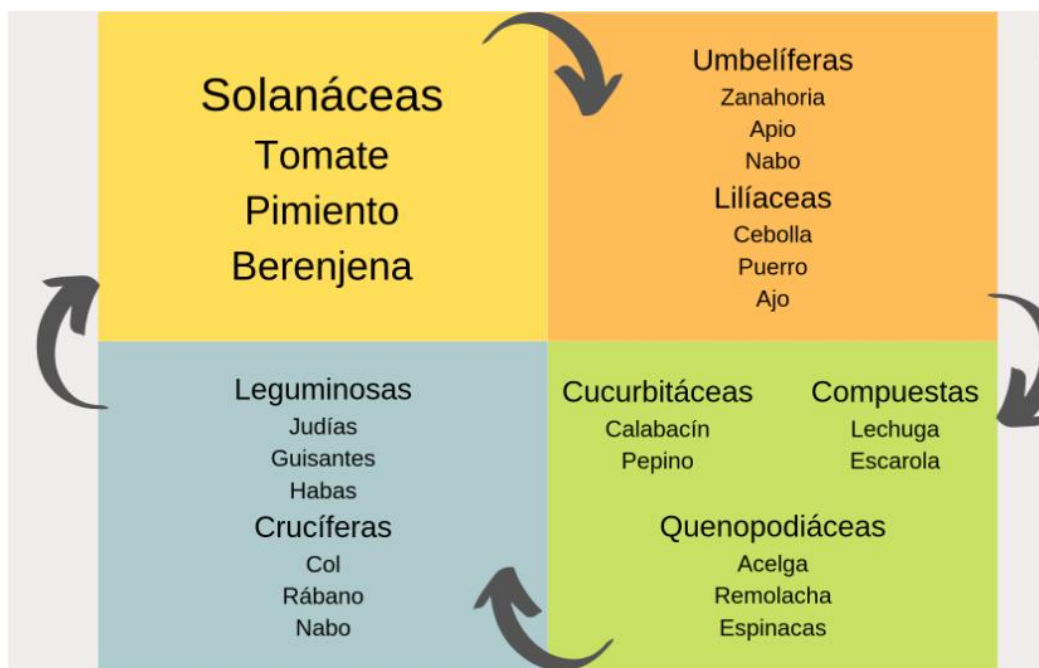 Solanáceas
Tomate
Pimiento
Berenjena
Umbelíferas
Zanahoria
Apio
Nabo
Lilíaceas
Cebolla
Puerro
Ajo
Leguminosas
Judías
Guisantes
Habas
Crucíferas
Col
Rábano
Nabo
Cucurbitáceas
Calabacín
Pepino
Compuestas
Lechuga
Escarola
Quenopodiáceas
Acelga
Remolacha
Espinacas